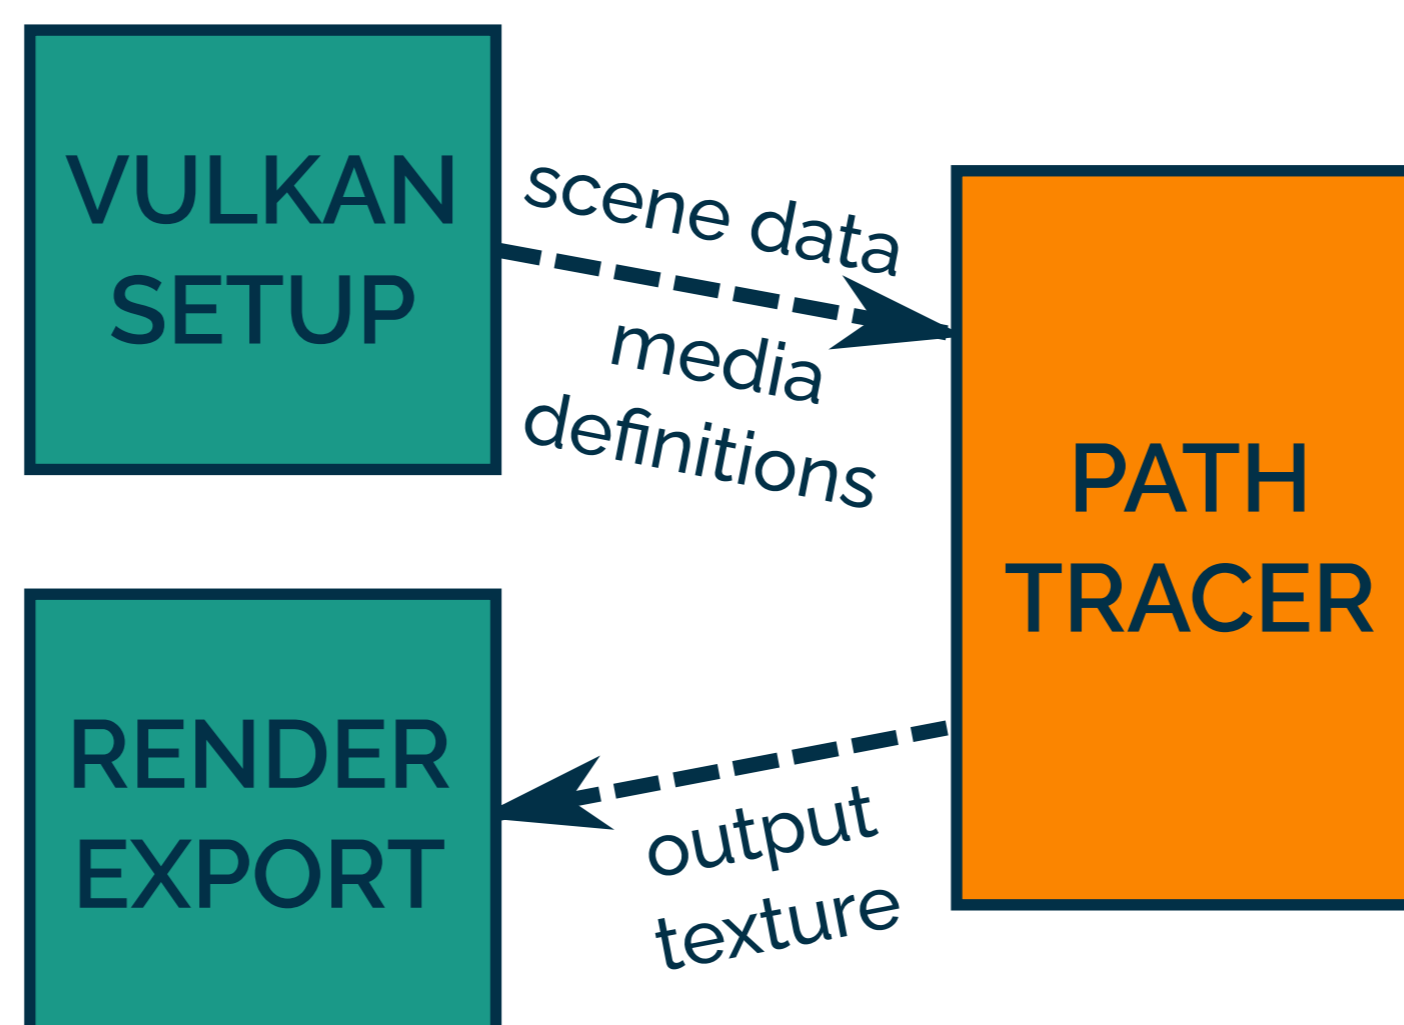 VULKAN
SETUP
scene data
media
definitions
PATH
TRACER
RENDER
EXPORT
output
texture